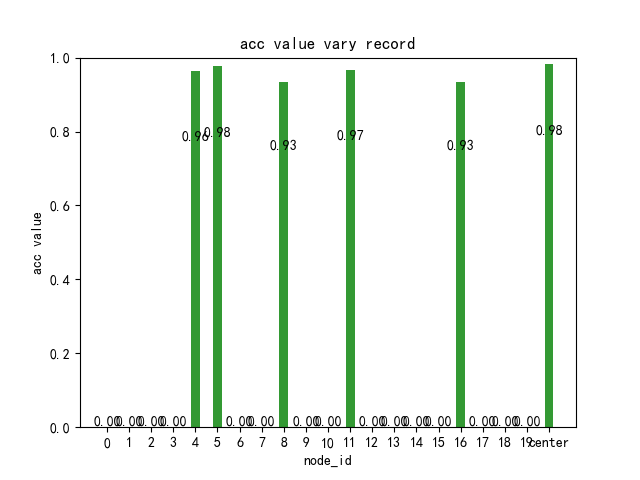 acc value vary record
1.0
0.8
0.6
0.4
0.2
0.0
acc value
0.96 0.98 0.93 0.97 0.93 0.98
0.00 0.00 0.00 0.00 0.00 0.00 0.00 0.00 0.00 0.00 0.00 0.00 0.00 0.00 0.00
0 1 2 3 4 5 6 7 8 9 10 11 12 13 14 15 16 17 18 19 center
node_id